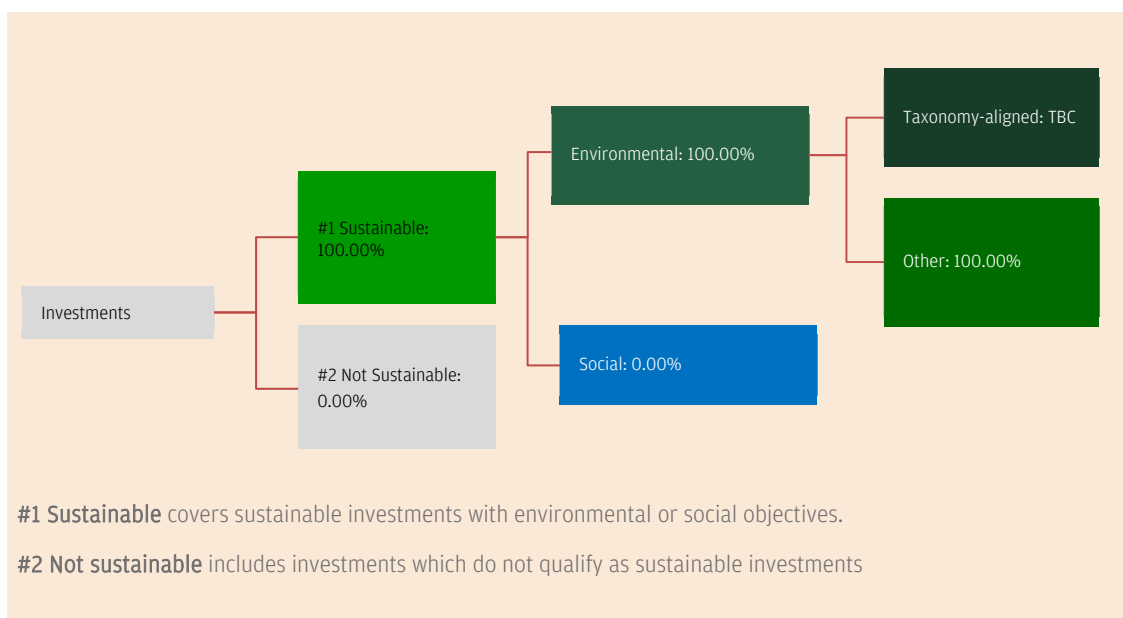 Taxonomy-aligned: TBC
Environmental: 100.00%
#1 Sustainable:
100.00%
Other: 100.00%
Investments
#2 Not Sustainable:
0.00%
Social: 0.00%
#1 Sustainable covers sustainable investments with environmental or social objectives.
#2 Not sustainable includes investments which do not qualify as sustainable investments